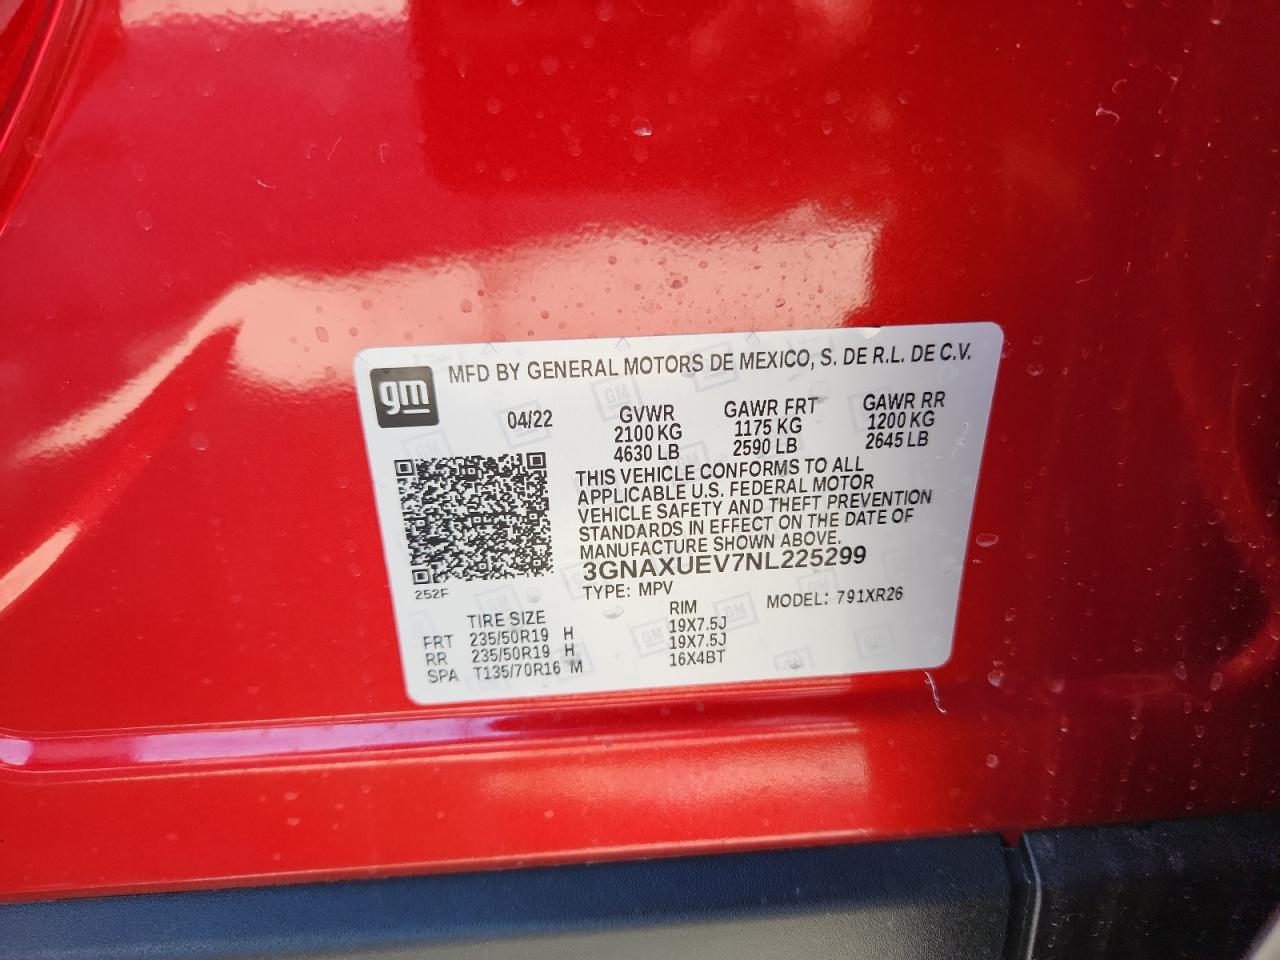 gm
MFD BY GENERAL MOTORS DE MEXICO, S. DE R.L. DE C.V.
04/22
GVWR
2100 KG
4630 LB
GAWR FRT
1175 KG
2590 LB
GAWR RR
1200 KG
2645 LB
THIS VEHICLE CONFORMS TO ALL
APPLICABLE U.S. FEDERAL MOTOR
VEHICLE SAFETY AND THEFT PREVENTION
STANDARDS IN EFFECT ON THE DATE OF
MANUFACTURE SHOWN ABOVE.
3GNAXUEV7NL225299
TYPE: MPV
MODEL: 791XR26
252F
TIRE SIZE RIM
FRT 235/50R19 H 19X7.5J
RR 235/50R19 H 19X7.5J
SPA T135/70R16 M 16X4BT